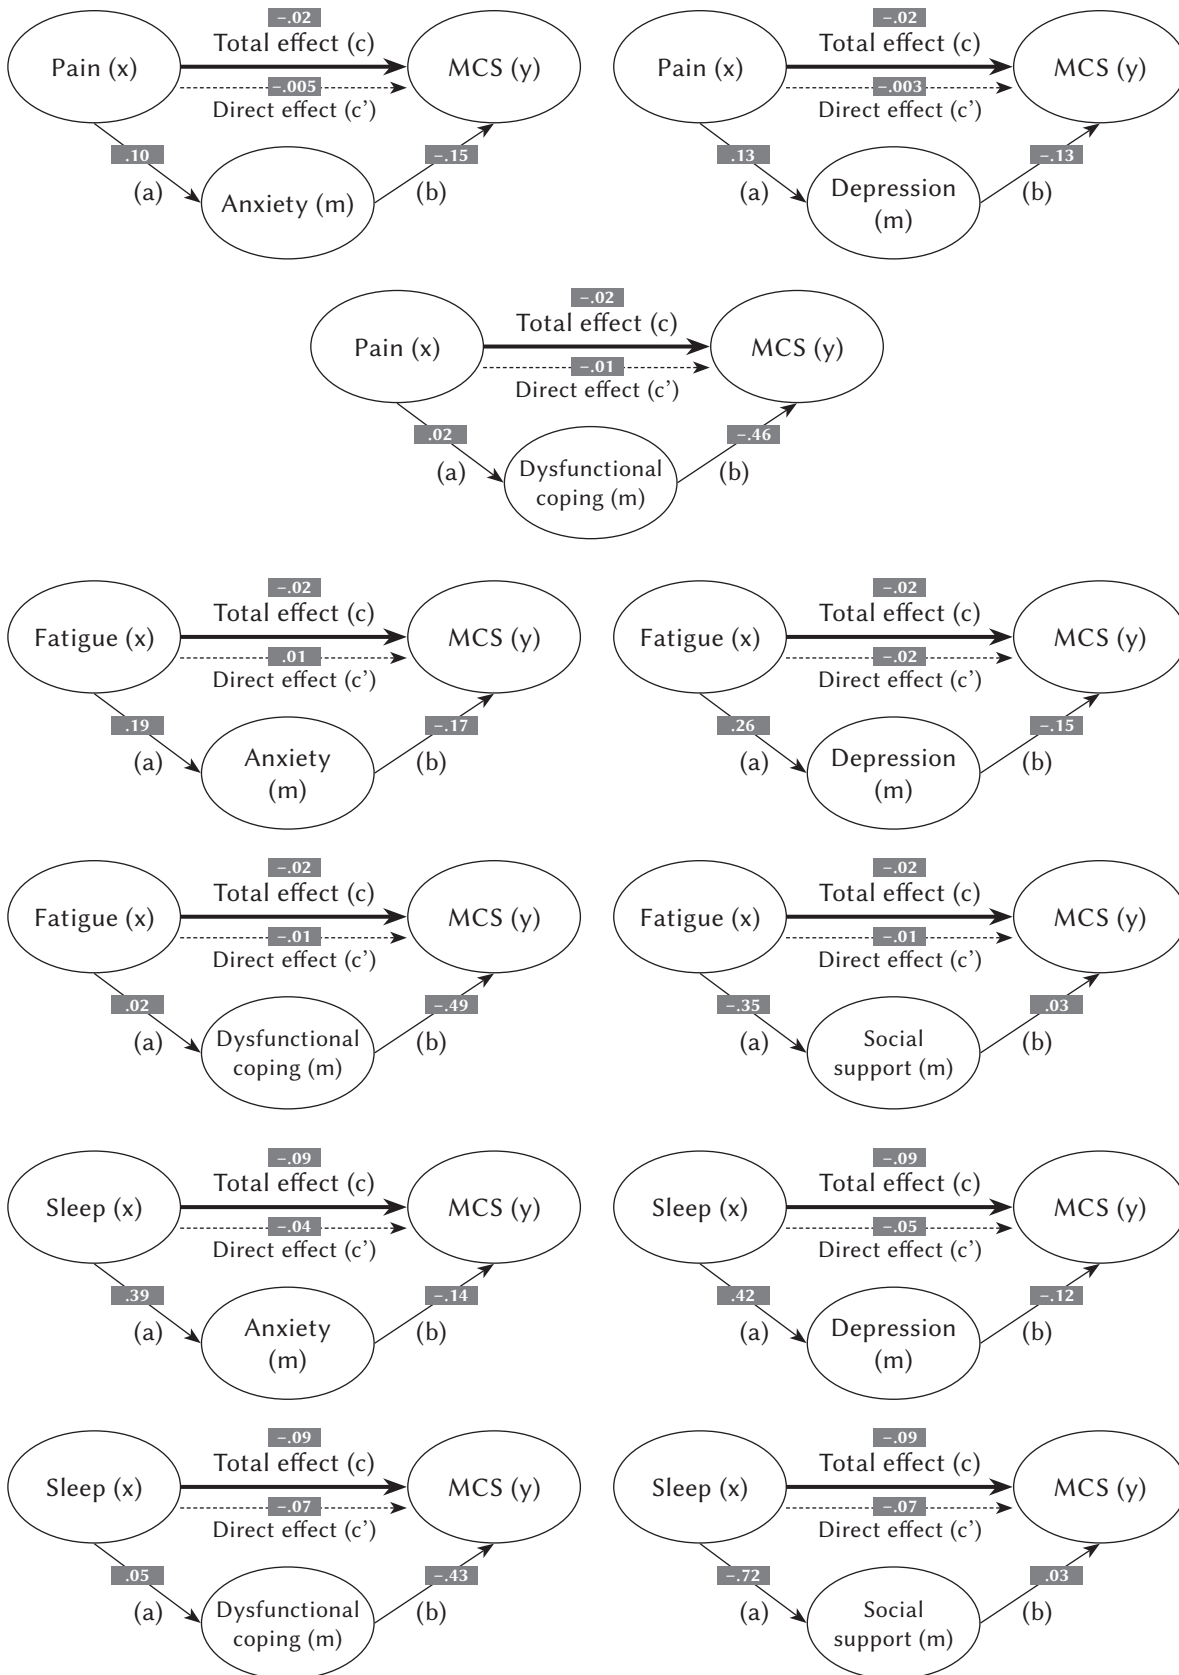 −.02
Total effect (c)
Pain (x)
MCS (y)
−.005
Direct effect (c’)
.10
−.15
(a)
Anxiety (m)
(b)
−.02
Total effect (c)
Pain (x)
MCS (y)
−.003
Direct effect (c’)
.13
−.13
(a)
Depression
(m)
(b)
−.02
Total effect (c)
Pain (x)
MCS (y)
−.01
Direct effect (c’)
.02
−.46
(a)
Dysfunctional
coping (m)
(b)
−.02
Total effect (c)
Fatigue (x)
MCS (y)
.01
Direct effect (c’)
.19
−.17
(a)
Anxiety
(m)
(b)
−.02
Total effect (c)
Fatigue (x)
MCS (y)
−.02
Direct effect (c’)
.26
−.15
(a)
Depression
(m)
(b)
−.02
Total effect (c)
Fatigue (x)
MCS (y)
−.01
Direct effect (c’)
.02
−.49
(a)
Dysfunctional
coping (m)
(b)
−.02
Total effect (c)
Fatigue (x)
MCS (y)
−.01
Direct effect (c’)
−.35
.03
(a)
Social
support (m)
(b)
−.09
Total effect (c)
Sleep (x)
MCS (y)
−.04
Direct effect (c’)
.39
−.14
(a)
Anxiety
(m)
(b)
−.09
Total effect (c)
Sleep (x)
MCS (y)
−.05
Direct effect (c’)
.42
−.12
(a)
Depression
(m)
(b)
−.09
Total effect (c)
Sleep (x)
MCS (y)
−.07
Direct effect (c’)
.05
−.43
(a)
Dysfunctional
coping (m)
(b)
−.09
Total effect (c)
Sleep (x)
MCS (y)
−.07
Direct effect (c’)
−.72
.03
(a)
Social
support (m)
(b)